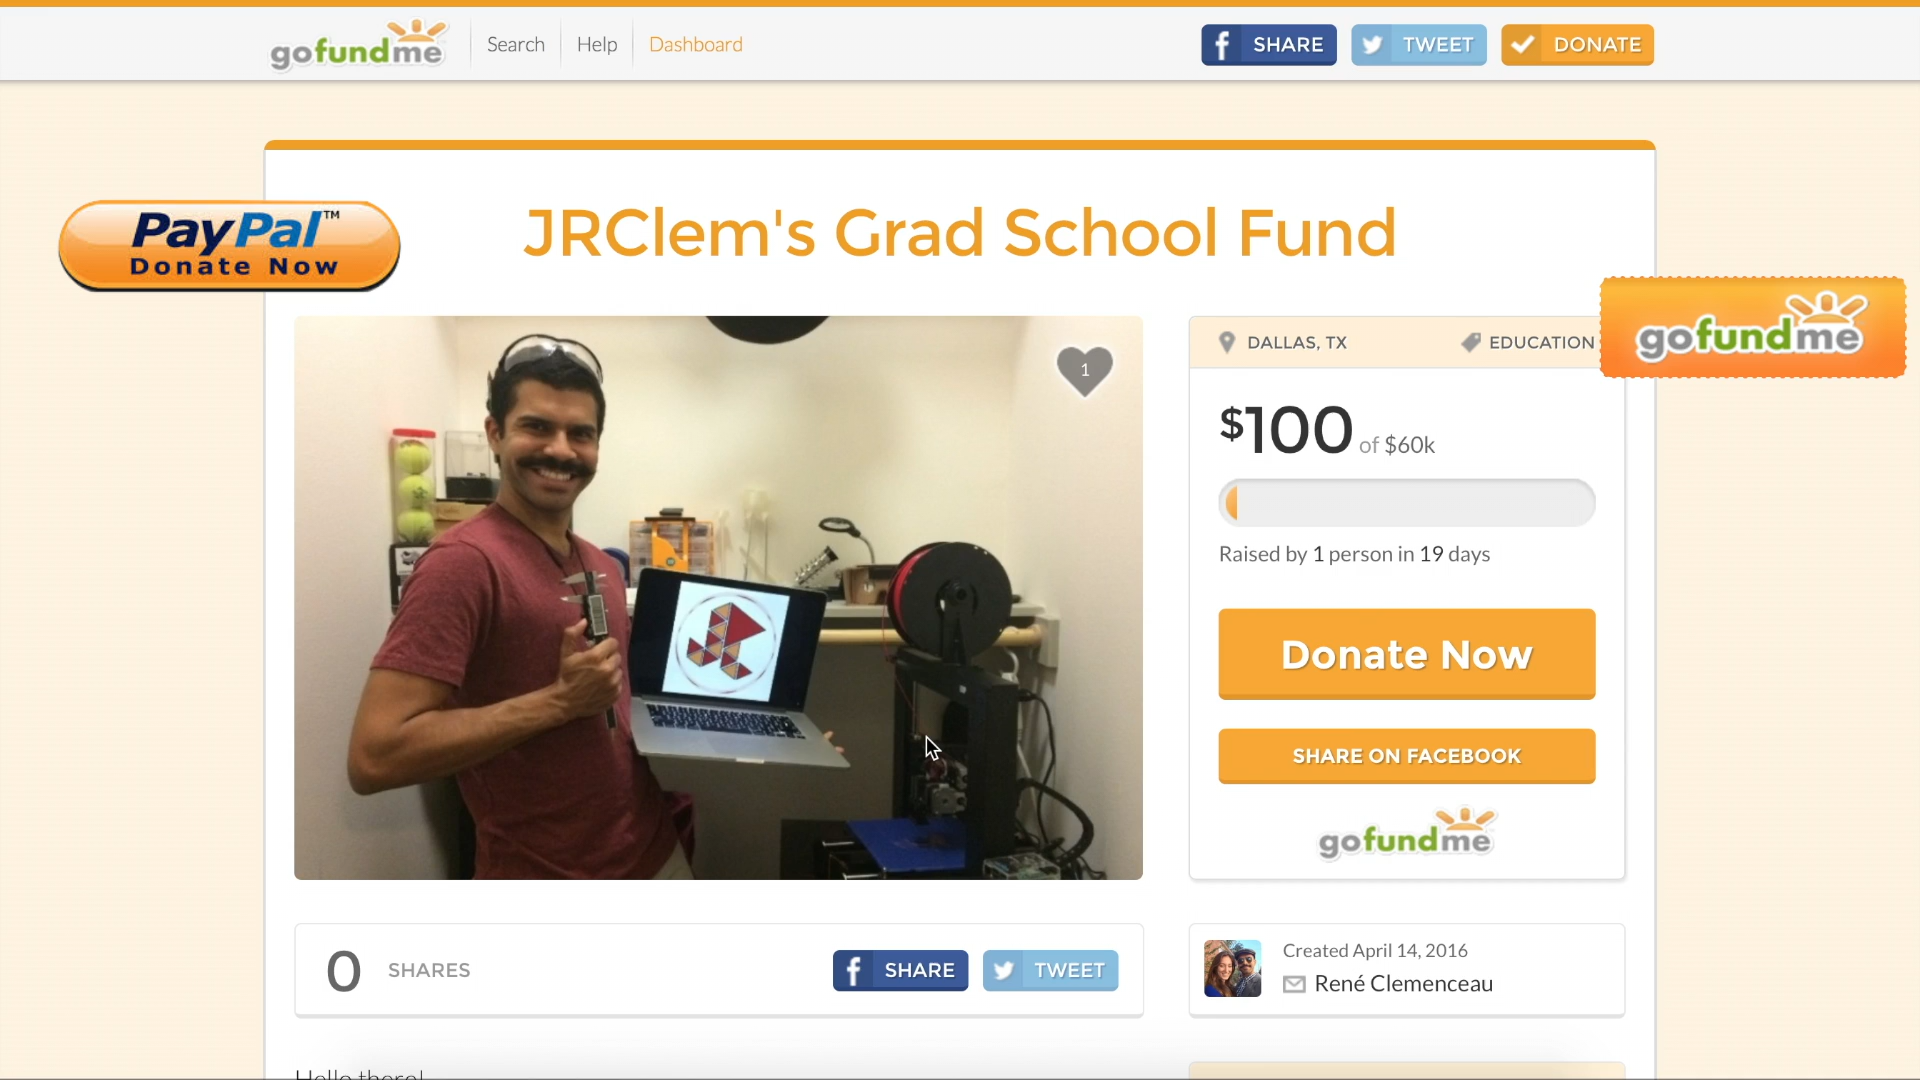 gofundme
Search
Help
Dashboard
SHARE
TWEET
DONATE
PayPal™
Donate Now
JRClem's Grad School Fund
gofundme
DALLAS, TX
EDUCATION
1
$100 of $60k
Raised by 1 person in 19 days
Donate Now
SHARE ON FACEBOOK
gofundme
0 SHARES
SHARE
TWEET
Created April 14, 2016
René Clemenceau
Hello there!